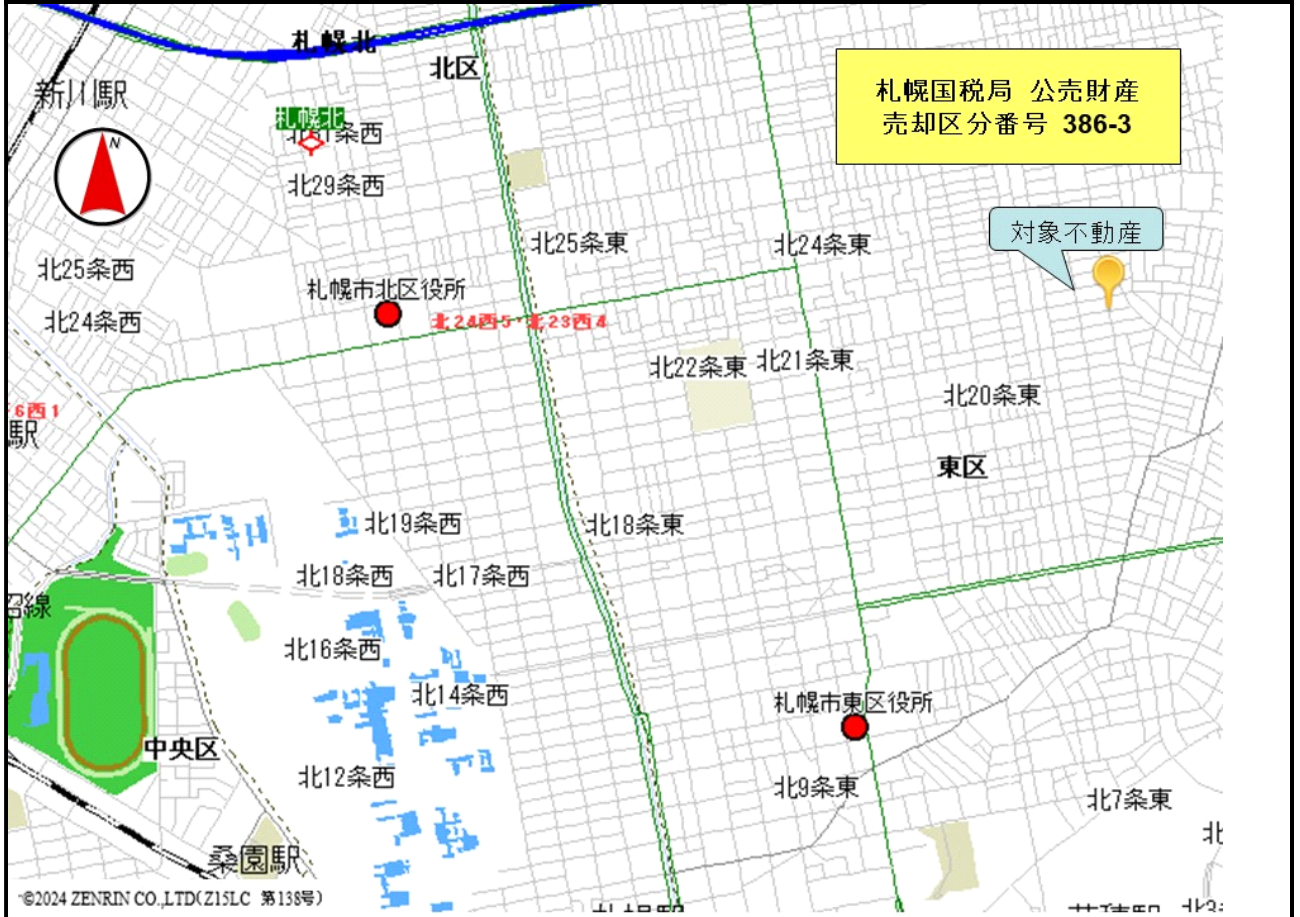 札幌北
北区
新川駅
札幌国税局 公売財産
売却区分番号 386-3
札幌北
N
北29条西
対象不動産
北25条東
北24条東
北25条西
札幌市北区役所
北24条西
北24西5・北23西4
北22条東
北21条東
北20条東
6西1
駅
東区
北19条西
北18条東
北18条西
北17条西
沼線
北16条西
北14条西
札幌市東区役所
中央区
北12条西
北9条東
北7条東
北
桑園駅
©2024 ZENRIN CO.,LTD(Z15LC 第138号)